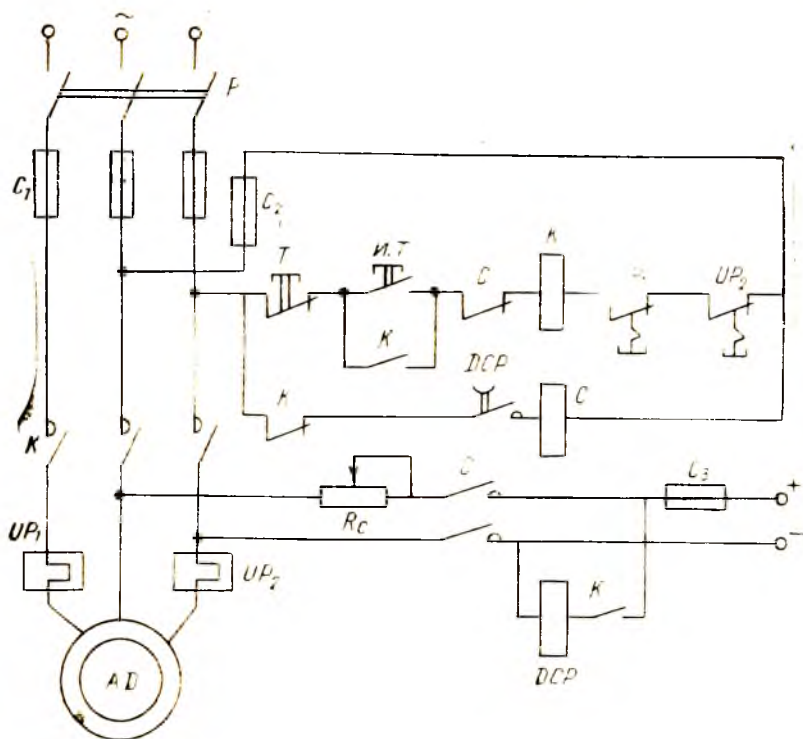 ~
P
C₁
C₂
T
И.Т
C
K
UP₂
K
DCP
K
C
K
C
C₃
+
Rc
−
UP₁
UP₂
K
DCP
AD